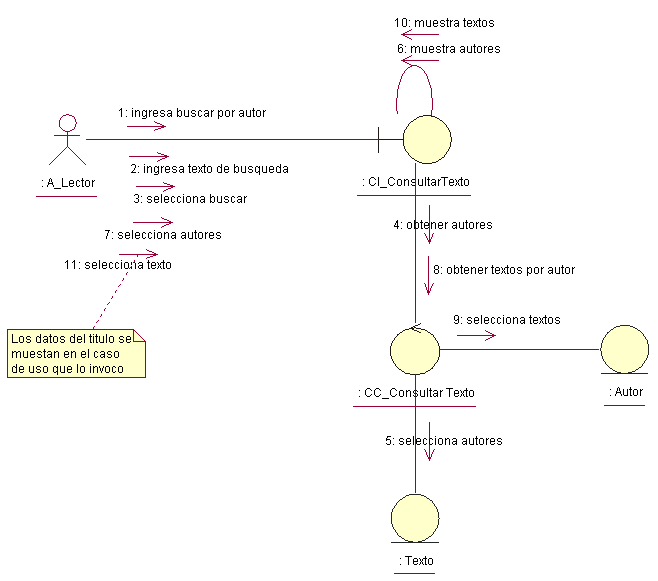 10: muestra textos
6: muestra autores
1: ingresa buscar por autor
2: ingresa texto de busqueda
3: selecciona buscar
7: selecciona autores
11: selecciona texto
: A_Lector
: CI_ConsultarTexto
4: obtener autores
8: obtener textos por autor
9: selecciona textos
Los datos del titulo se
muestan en el caso
de uso que lo invoco
: CC_Consultar Texto
: Autor
5: selecciona autores
: Texto